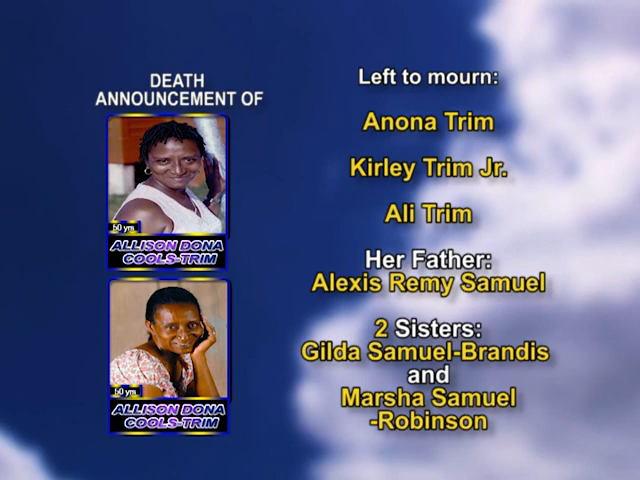 DEATH
ANNOUNCEMENT OF
50 yrs
ALLISON DONA
COOLS-TRIM
50 yrs
ALLISON DONA
COOLS-TRIM
Left to mourn:
Anona Trim
Kirley Trim Jr.
Ali Trim
Her Father:
Alexis Remy Samuel
2 Sisters:
Gilda Samuel-Brandis
and
Marsha Samuel
-Robinson